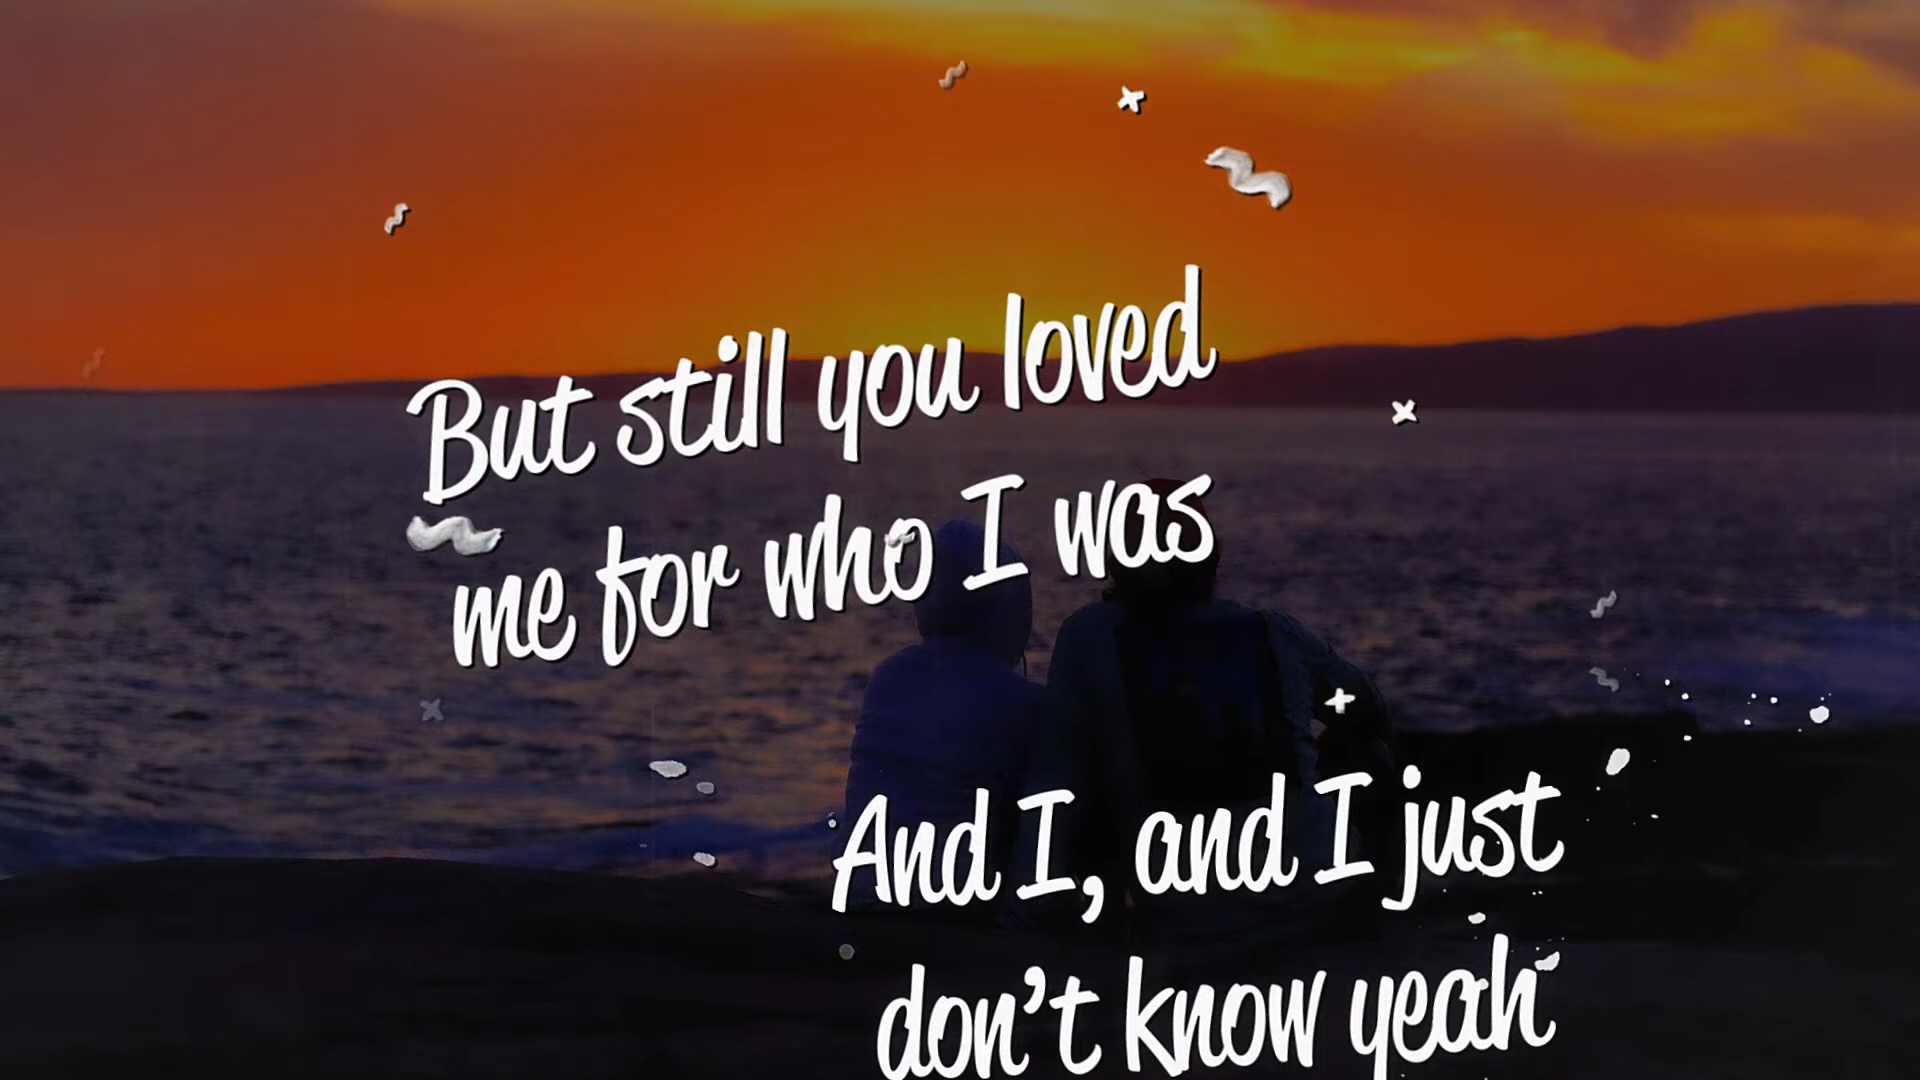 But still you loved
me for who I was
And I, and I just
don't know yeah